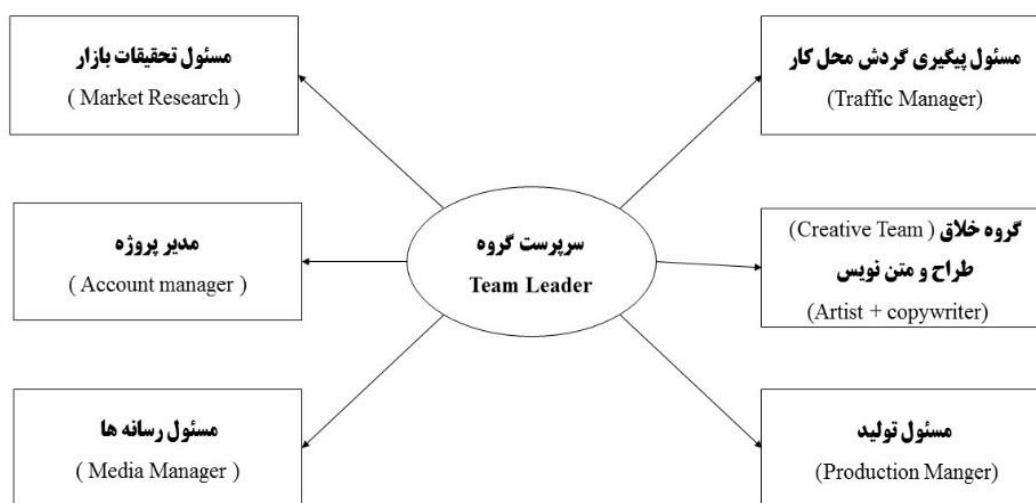 مسئول تحقیقات بازار
( Market Research )
مسئول پیگیری گردش محل کار
(Traffic Manager)
سرپرست گروه
Team Leader
مدیر پروژه
( Account manager )
گروه خلاق ( Creative Team)
طراح و متن نویس
(Artist + copywriter)
مسئول رسانه ها
( Media Manager )
مسئول تولید
(Production Manger)